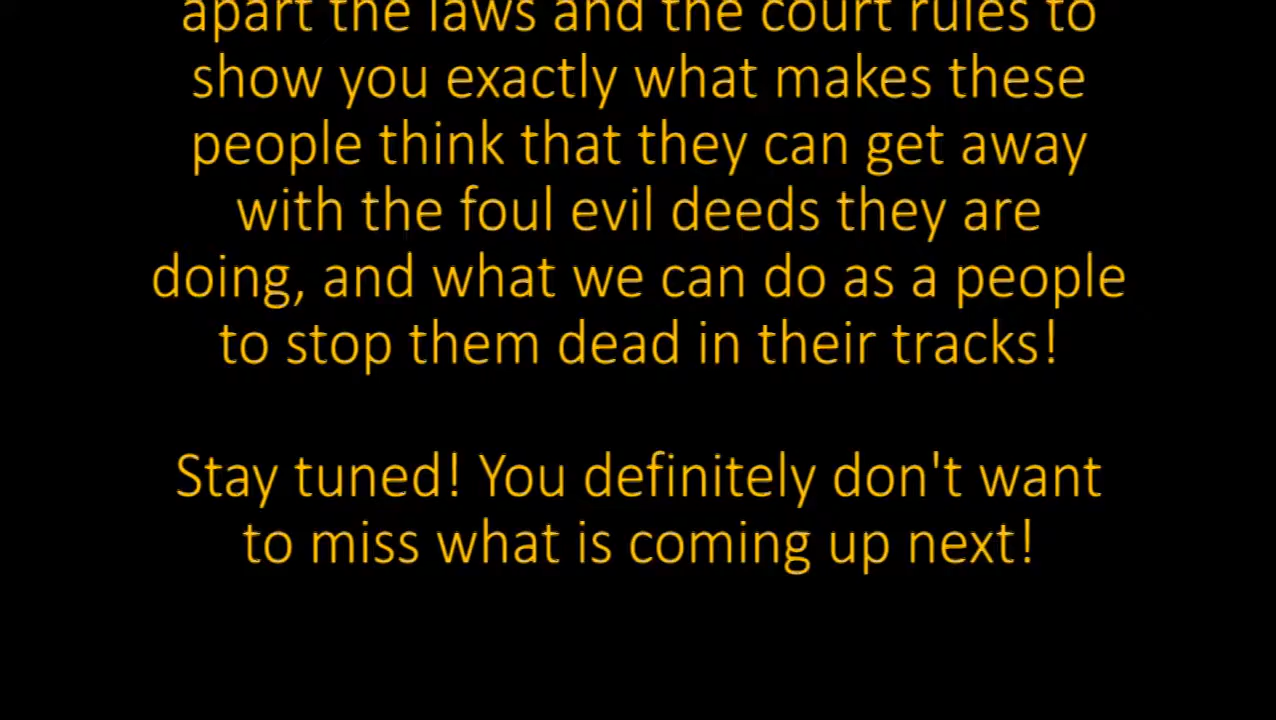 apart the laws and the court rules to
show you exactly what makes these
people think that they can get away
with the foul evil deeds they are
doing, and what we can do as a people
to stop them dead in their tracks!
Stay tuned! You definitely don't want
to miss what is coming up next!